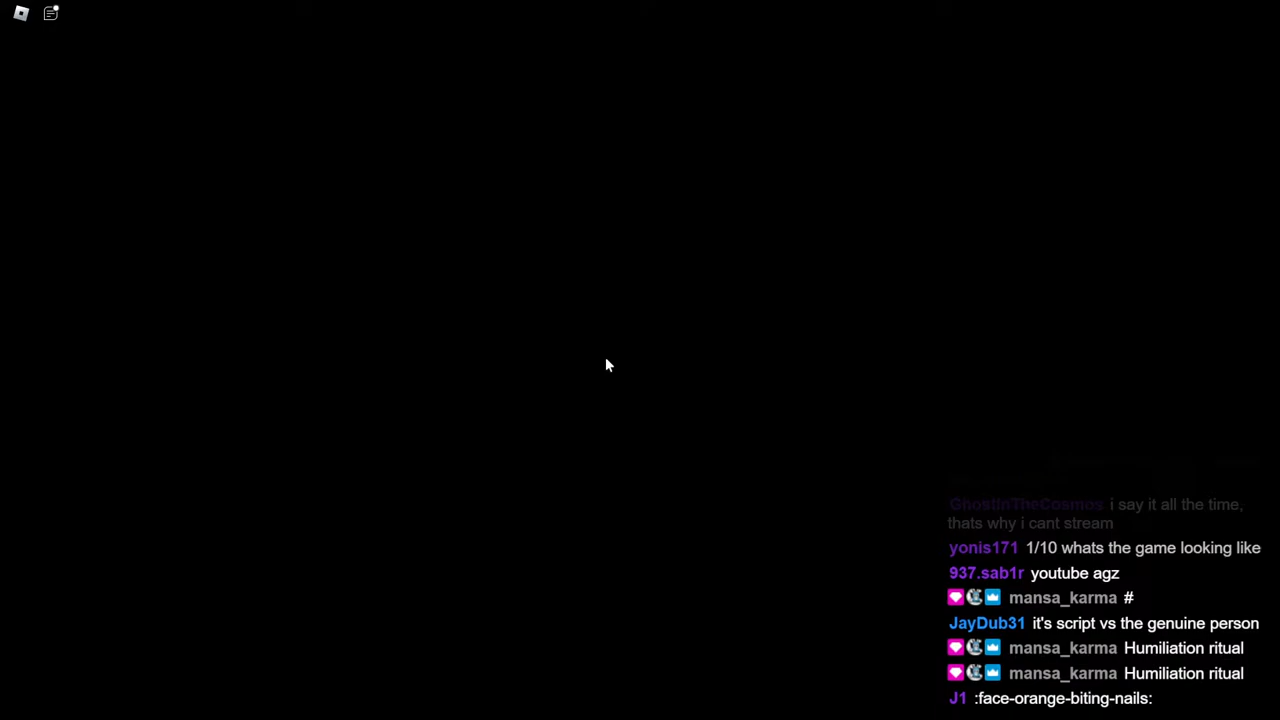 GhostInTheCosmos i say it all the time,
thats why i cant stream
yonis171 1/10 whats the game looking like
937.sab1r youtube agz
mansa_karma #
JayDub31 it's script vs the genuine person
mansa_karma Humiliation ritual
mansa_karma Humiliation ritual
J1 :face-orange-biting-nails: